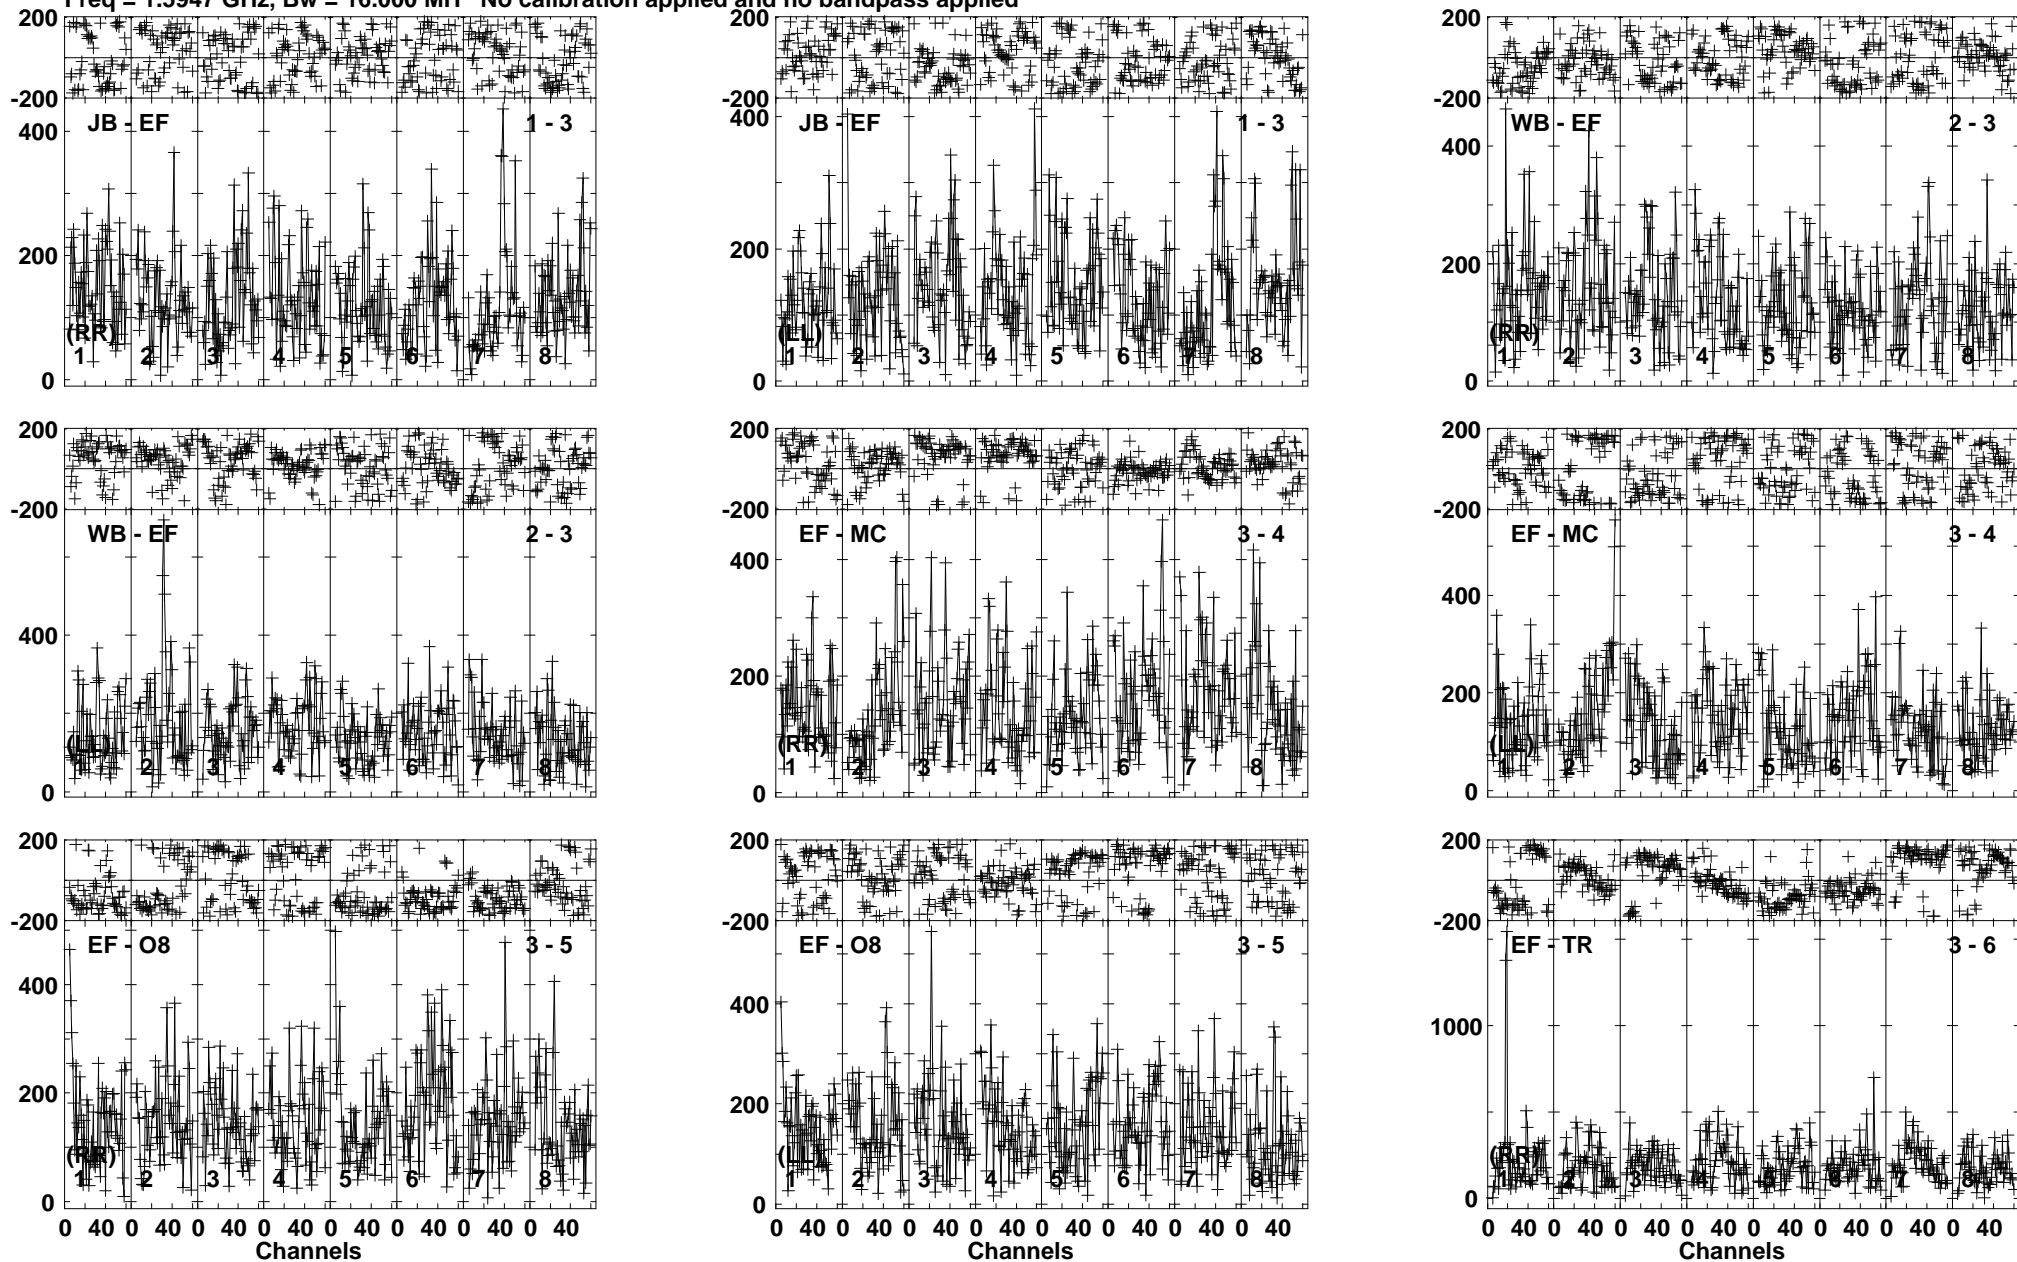 Freq = 1.5947 GHz, Bw = 16.000 MH No calibration applied and no bandpass applied
200 200 200
-200 -200 -200
JB - EF 1 - 3 JB - EF 1 - 3 WB - EF 2 - 3
400 400 400
200 200 200
(RR) (LL) (RR)
1 2 3 4 5 6 7 8 1 2 3 4 5 6 7 8 1 2 3 4 5 6 7 8
0 0 0
200 200 200
-200 -200 -200
WB - EF 2 - 3 EF - MC 3 - 4 EF - MC 3 - 4
400 400 400
200 200
(LL) (RR) (LL)
1 2 3 4 5 6 7 8 1 2 3 4 5 6 7 8 1 2 3 4 5 6 7 8
0 0 0
200 200 200
-200 -200 -200
EF - O8 3 - 5 EF - O8 3 - 5 EF - TR 3 - 6
400 400 1000
200 200
(RR) (LL) (RR)
1 2 3 4 5 6 7 8 1 2 3 4 5 6 7 8 1 2 3 4 5 6 7 8
0 0 0
0 40 0 40 0 40 0 40 0 40 0 40 0 40 0 40 0 40 0 40 0 40 0 40 0 40 0 40 0 40 0 40 0 40 0 40 0 40 0 40 0 40 0 40 0 40 0 40
Channels Channels Channels